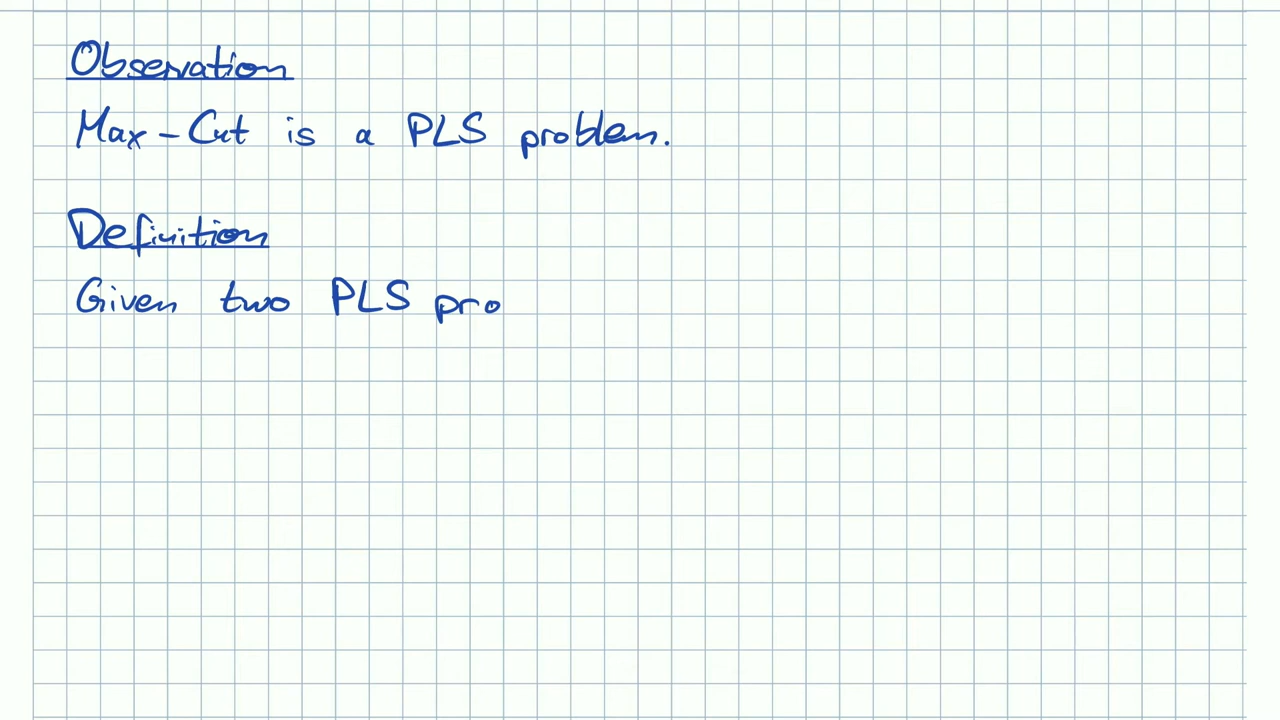 Observation
Max-Cut is a PLS problem.
Definition
Given two PLS pro